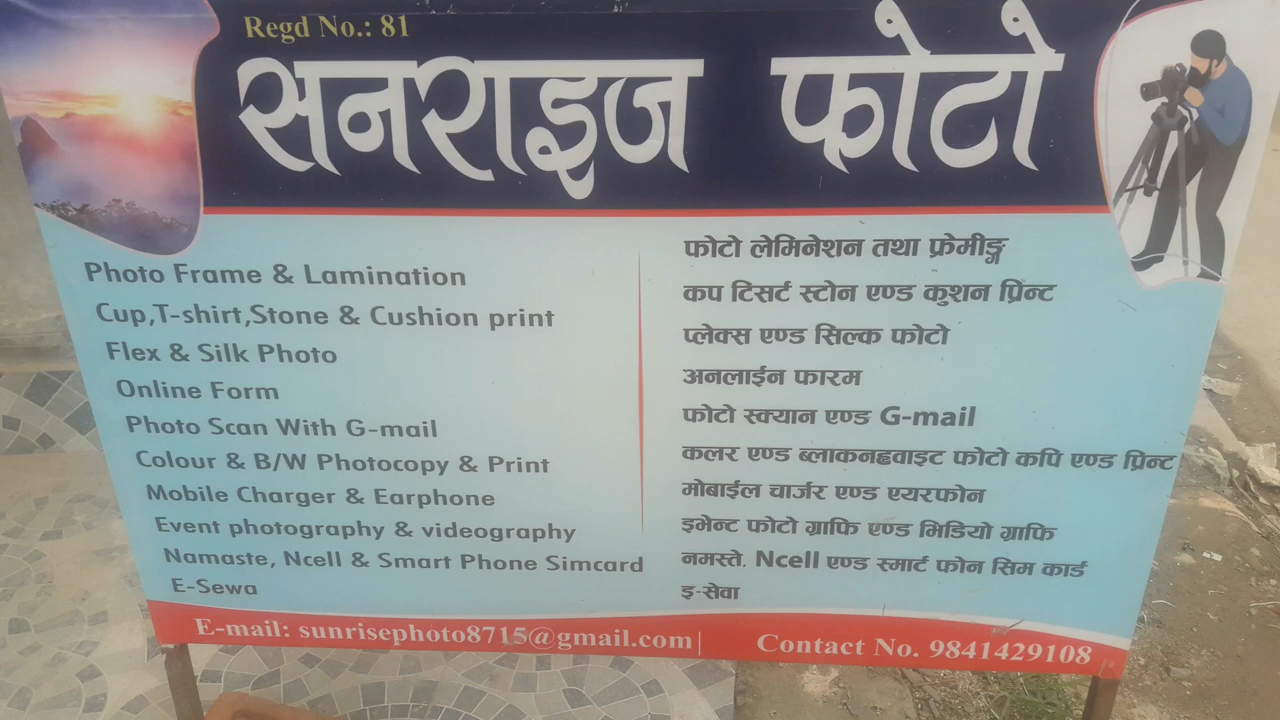 Regd No.: 81
सनराइज फोटो
Photo Frame & Lamination
Cup,T-shirt,Stone & Cushion print
Flex & Silk Photo
Online Form
Photo Scan With G-mail
Colour & B/W Photocopy & Print
Mobile Charger & Earphone
Event photography & videography
Namaste, Ncell & Smart Phone Simcard
E-Sewa
फोटो लेमिनेशन तथा फ्रेमीङ्ग
कप टिसर्ट स्टोन एण्ड कुशन प्रिन्ट
प्लेक्स एण्ड सिल्क फोटो
अनलाईन फारम
फोटो स्क्यान एण्ड G-mail
कलर एण्ड ब्लाकनह्वाइट फोटो कपि एण्ड प्रिन्ट
मोबाईल चार्जर एण्ड एयरफोन
इभेन्ट फोटो ग्राफि एण्ड भिडियो ग्राफि
नमस्ते, Ncell एण्ड स्मार्ट फोन सिम कार्ड
इ-सेवा
E-mail: sunrisephoto8715@gmail.com|
Contact No. 9841429108